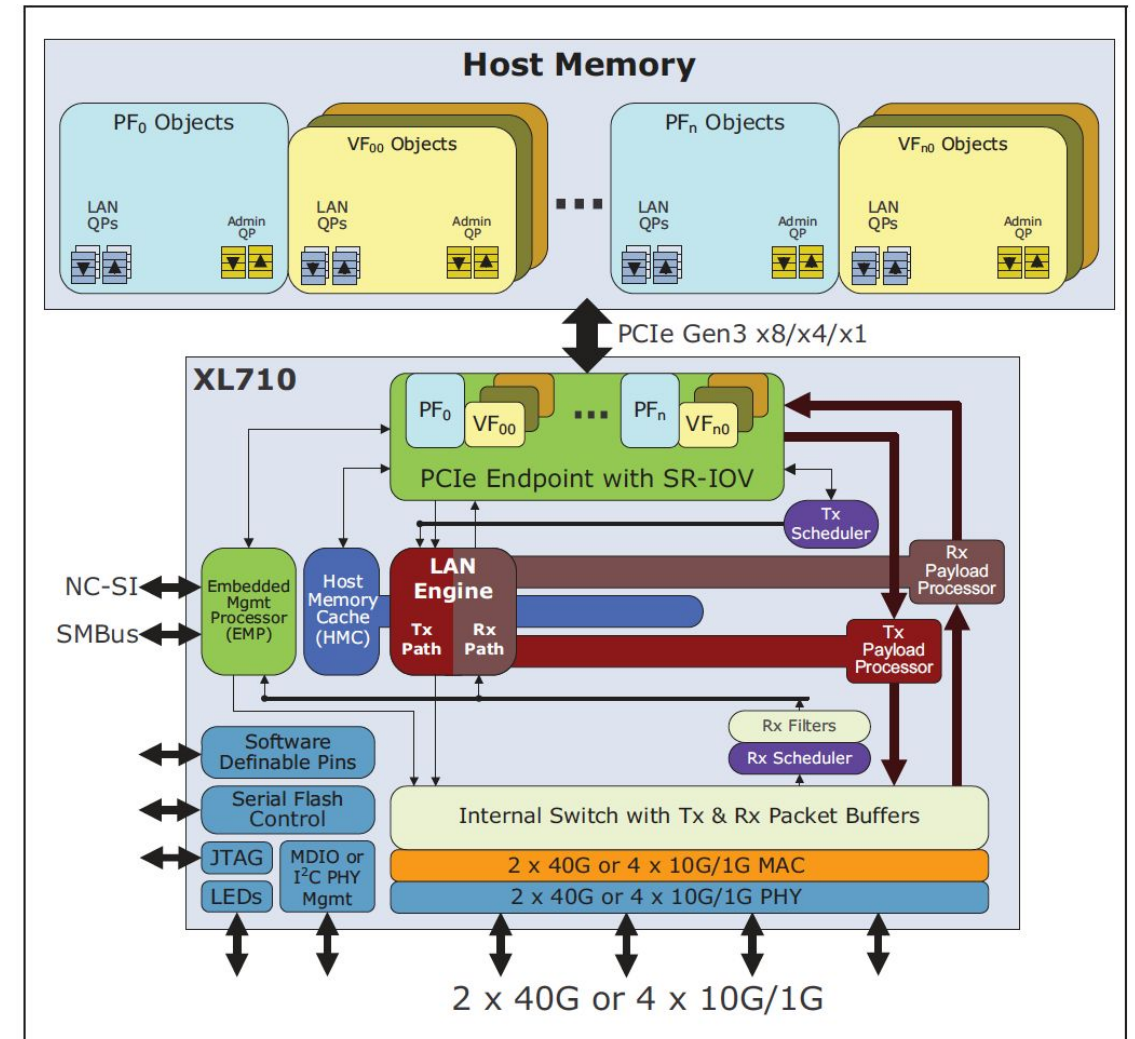 Host Memory
PF0 Objects
VF00 Objects
PFn Objects
VFn0 Objects
LAN
QPs
Admin
QP
LAN
QPs
Admin
QP
...
LAN
QPs
Admin
QP
LAN
QPs
Admin
QP
PCIe Gen3 x8/x4/x1
XL710
PF0
VF00
...
PFn
VFn0
PCIe Endpoint with SR-IOV
Tx
Scheduler
NC-SI
SMBus
Embedded
Mgmt
Processor
(EMP)
Host
Memory
Cache
(HMC)
LAN
Engine
Tx
Path
Rx
Path
Rx
Payload
Processor
Tx
Payload
Processor
Rx Filters
Rx Scheduler
Software
Definable Pins
Serial Flash
Control
JTAG
LEDs
MDIO or
I2C PHY
Mgmt
Internal Switch with Tx & Rx Packet Buffers
2 x 40G or 4 x 10G/1G MAC
2 x 40G or 4 x 10G/1G PHY
2 x 40G or 4 x 10G/1G